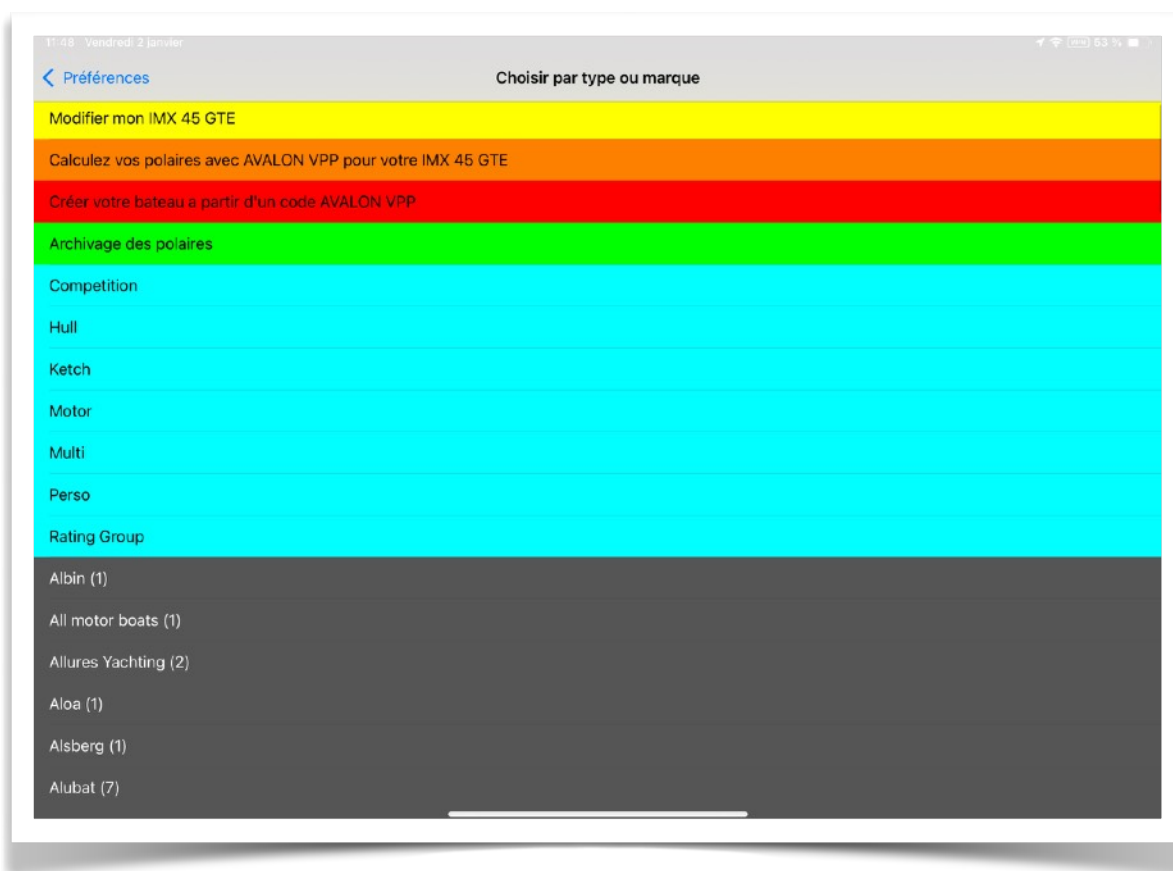 11:48 Vendredi 2 janvier
VPN 53 %
Préférences
Choisir par type ou marque
Modifier mon IMX 45 GTE
Calculez vos polaires avec AVALON VPP pour votre IMX 45 GTE
Créer votre bateau a partir d'un code AVALON VPP
Archivage des polaires
Competition
Hull
Ketch
Motor
Multi
Perso
Rating Group
Albin (1)
All motor boats (1)
Allures Yachting (2)
Aloa (1)
Alsberg (1)
Alubat (7)